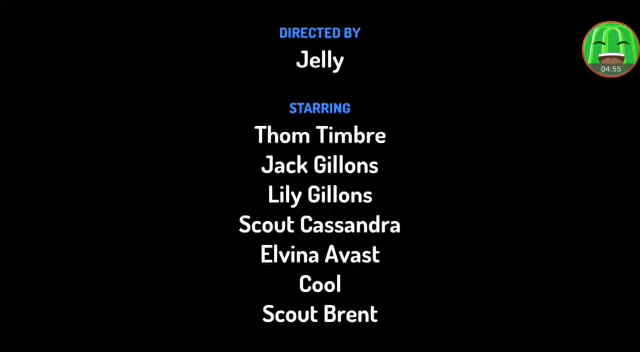 DIRECTED BY
Jelly
04:55
STARRING
Thom Timbre
Jack Gillons
Lily Gillons
Scout Cassandra
Elvina Avast
Cool
Scout Brent